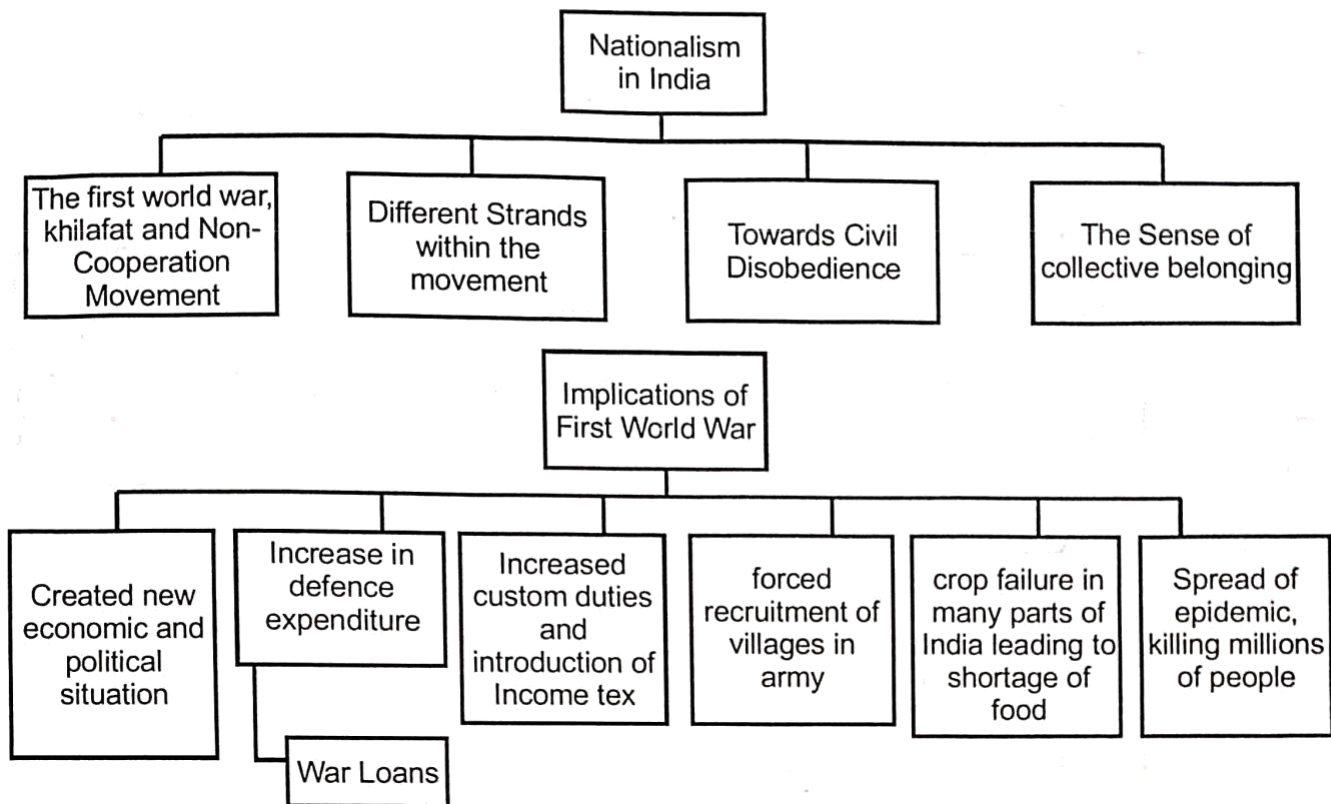 Nationalism
in India
The first world war,
khilafat and Non-
Cooperation
Movement
Different Strands
within the
movement
Towards Civil
Disobedience
The Sense of
collective belonging
Implications of
First World War
Created new
economic and
political
situation
Increase in
defence
expenditure
War Loans
Increased
custom duties
and
introduction of
Income tex
forced
recruitment of
villages in
army
crop failure in
many parts of
India leading to
shortage of
food
Spread of
epidemic,
killing millions
of people